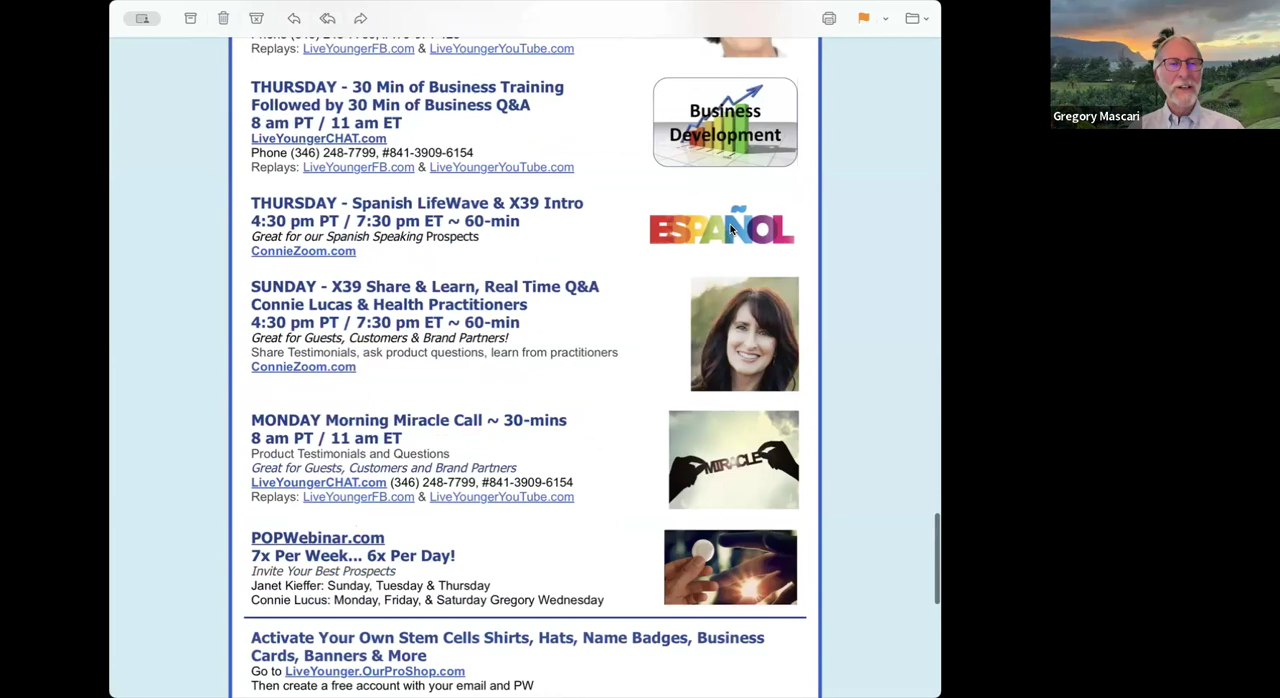 Replays: LiveYoungerFB.com & LiveYoungerYouTube.com
THURSDAY - 30 Min of Business Training
Followed by 30 Min of Business Q&A
8 am PT / 11 am ET
LiveYoungerCHAT.com
Phone (346) 248-7799, #841-3909-6154
Replays: LiveYoungerFB.com & LiveYoungerYouTube.com
Business
Development
THURSDAY - Spanish LifeWave & X39 Intro
4:30 pm PT / 7:30 pm ET ~ 60-min
Great for our Spanish Speaking Prospects
ConnieZoom.com
ESPAÑOL
SUNDAY - X39 Share & Learn, Real Time Q&A
Connie Lucas & Health Practitioners
4:30 pm PT / 7:30 pm ET ~ 60-min
Great for Guests, Customers & Brand Partners!
Share Testimonials, ask product questions, learn from practitioners
ConnieZoom.com
MONDAY Morning Miracle Call ~ 30-mins
8 am PT / 11 am ET
Product Testimonials and Questions
Great for Guests, Customers and Brand Partners
LiveYoungerCHAT.com (346) 248-7799, #841-3909-6154
Replays: LiveYoungerFB.com & LiveYoungerYouTube.com
MIRACLE
POPWebinar.com
7x Per Week... 6x Per Day!
Invite Your Best Prospects
Janet Kieffer: Sunday, Tuesday & Thursday
Connie Lucus: Monday, Friday, & Saturday Gregory Wednesday
Activate Your Own Stem Cells Shirts, Hats, Name Badges, Business
Cards, Banners & More
Go to LiveYounger.OurProShop.com
Then create a free account with your email and PW
Gregory Mascari